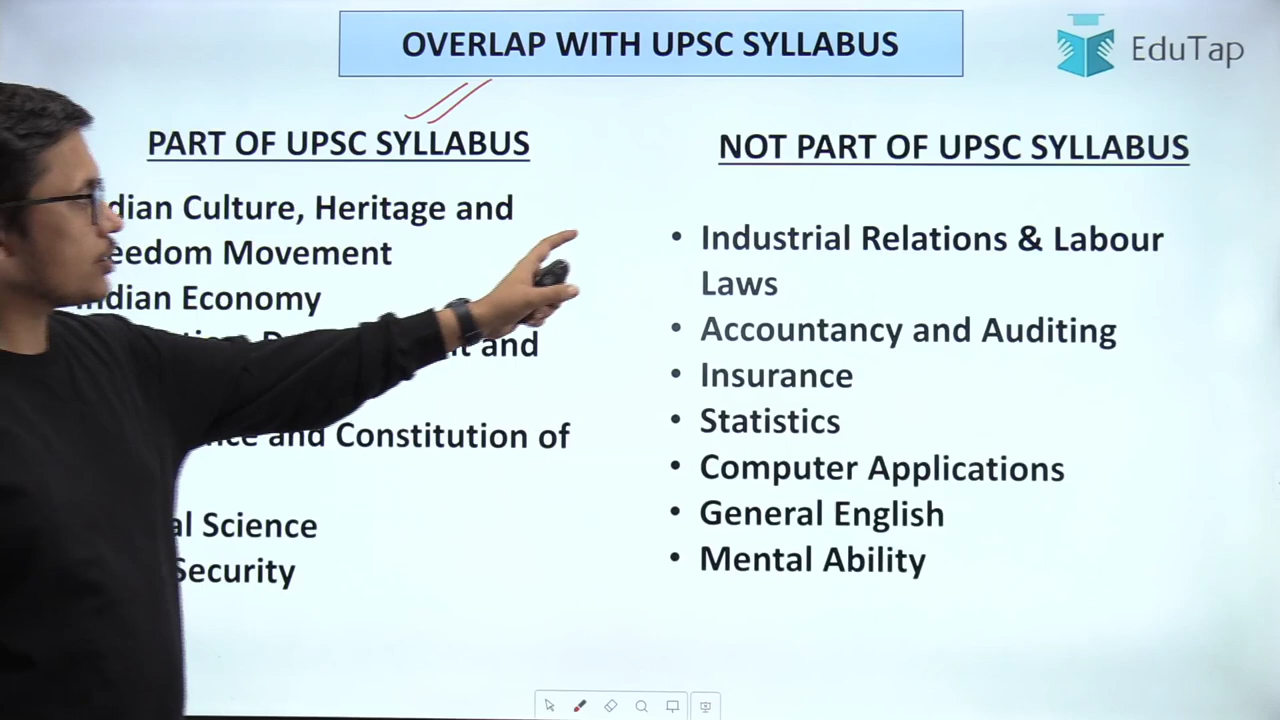 OVERLAP WITH UPSC SYLLABUS
EduTap
PART OF UPSC SYLLABUS
dian Culture, Heritage and
eedom Movement
ndian Economy
and
and Constitution of
al Science
Security
NOT PART OF UPSC SYLLABUS
• Industrial Relations & Labour
Laws
• Accountancy and Auditing
• Insurance
• Statistics
• Computer Applications
• General English
• Mental Ability